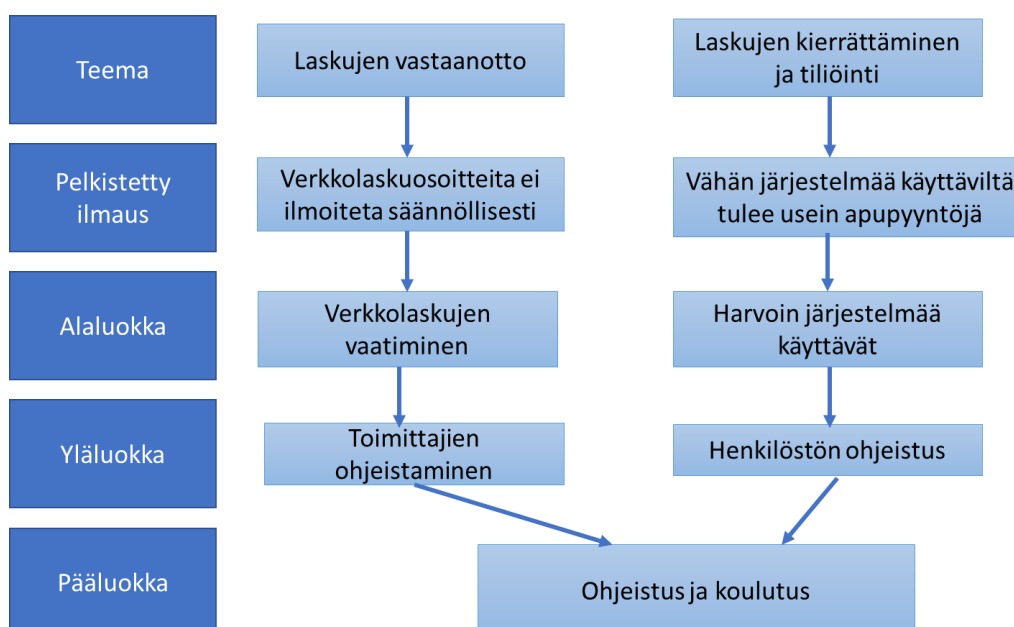 Teema
Laskujen vastaanotto
Laskujen kierrättäminen
ja tiliöinti
Pelkistetty
ilmaus
Verkkolaskuosoitteita ei
ilmoiteta säännöllisesti
Vähän järjestelmää käyttäviltä
tulee usein apupyyntöjä
Alaluokka
Verkkolaskujen
vaatiminen
Harvoin järjestelmää
käyttävät
Yläluokka
Toimittajien
ohjeistaminen
Henkilöstön ohjeistus
Pääluokka
Ohjeistus ja koulutus